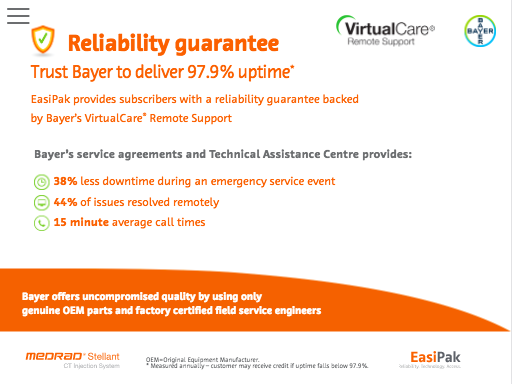 Reliability guarantee
VirtualCare®
Remote Support
BAYER
BAYER
Trust Bayer to deliver 97.9% uptime*
EasiPak provides subscribers with a reliability guarantee backed
by Bayer's VirtualCare® Remote Support
Bayer's service agreements and Technical Assistance Centre provides:
38% less downtime during an emergency service event
44% of issues resolved remotely
15 minute average call times
Bayer offers uncompromised quality by using only
genuine OEM parts and factory certified field service engineers
MEDRAD® Stellant
CT Injection System
OEM=Original Equipment Manufacturer.
* Measured annually – customer may receive credit if uptime falls below 97.9%.
EasiPak
Reliability. Technology. Access.